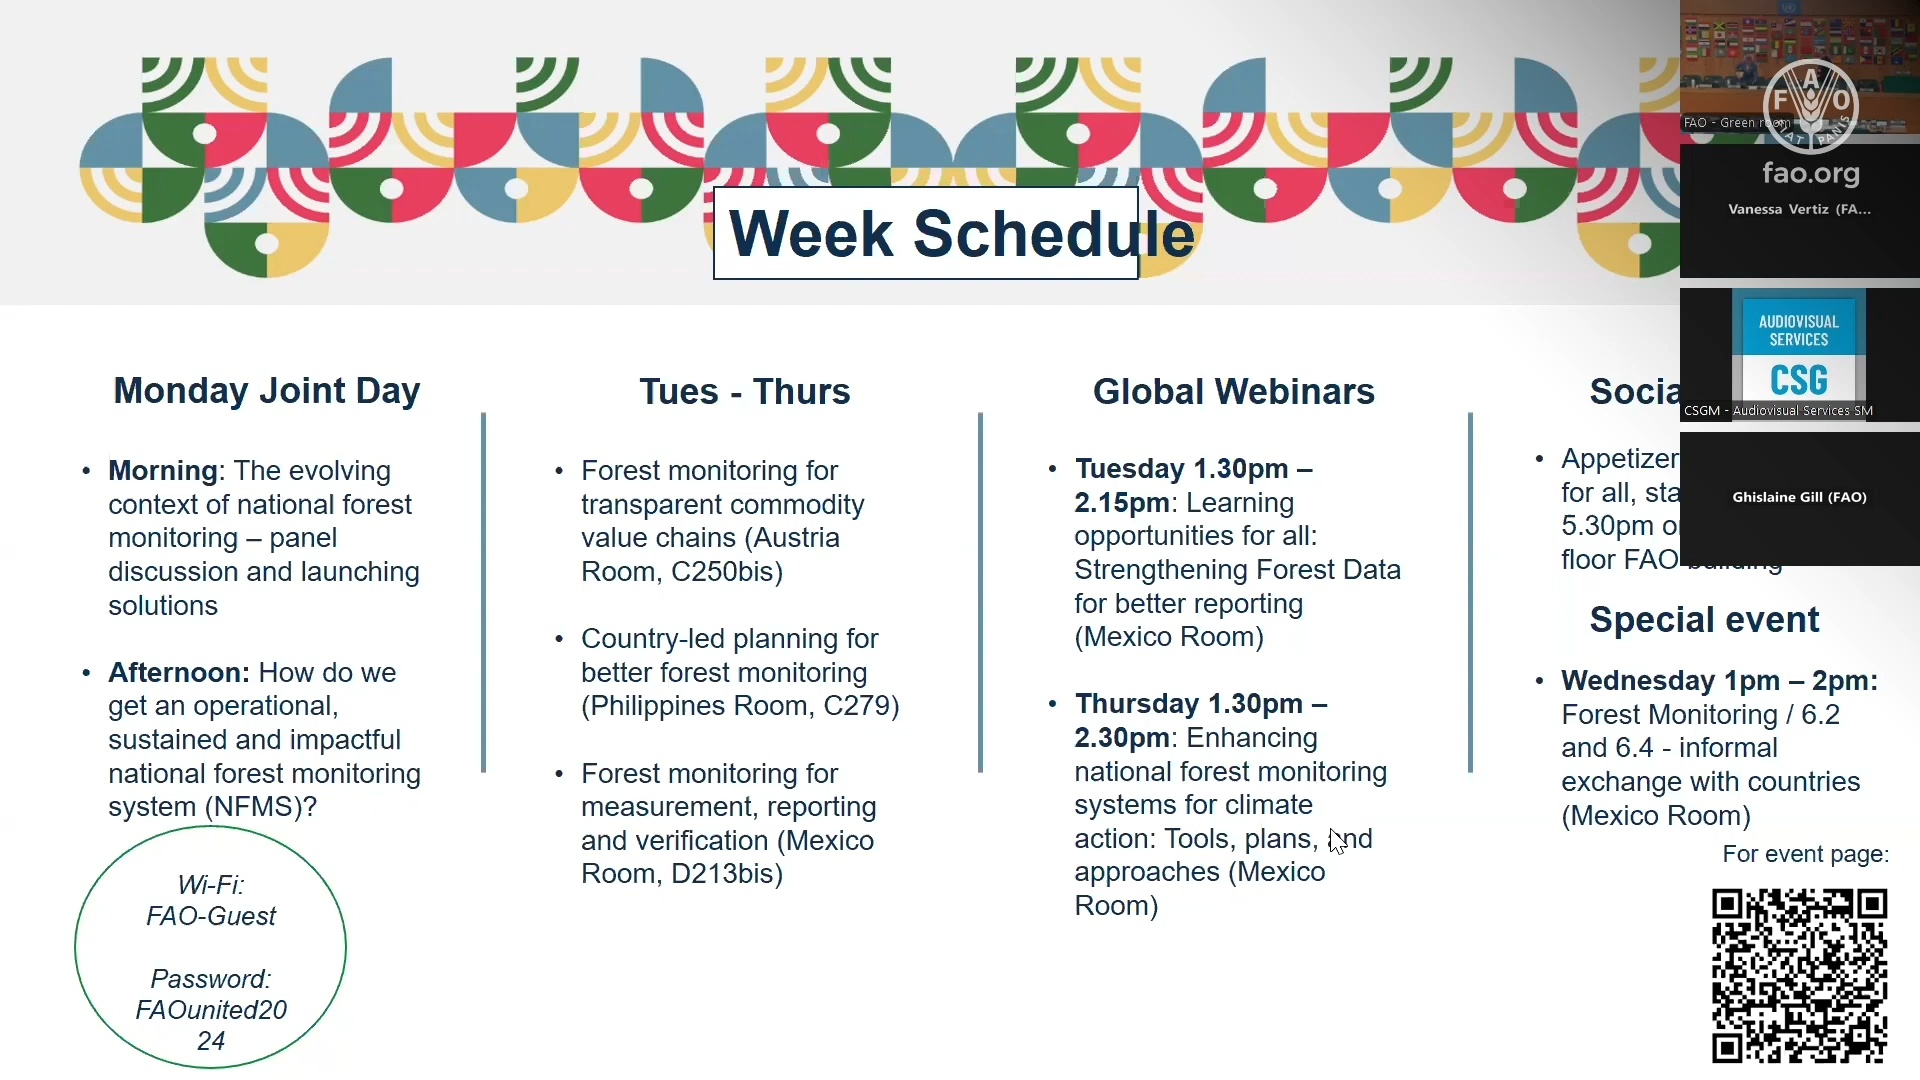 Week Schedule
Monday Joint Day
• Morning: The evolving
context of national forest
monitoring – panel
discussion and launching
solutions
• Afternoon: How do we
get an operational,
sustained and impactful
national forest monitoring
system (NFMS)?
Wi-Fi:
FAO-Guest
Password:
FAOunited20
24
Tues - Thurs
• Forest monitoring for
transparent commodity
value chains (Austria
Room, C250bis)
• Country-led planning for
better forest monitoring
(Philippines Room, C279)
• Forest monitoring for
measurement, reporting
and verification (Mexico
Room, D213bis)
Global Webinars
• Tuesday 1.30pm –
2.15pm: Learning
opportunities for all:
Strengthening Forest Data
for better reporting
(Mexico Room)
• Thursday 1.30pm –
2.30pm: Enhancing
national forest monitoring
systems for climate
action: Tools, plans, and
approaches (Mexico
Room)
Socia
• Appetizer
for all, sta
5.30pm o
floor FAO building
Special event
• Wednesday 1pm – 2pm:
Forest Monitoring / 6.2
and 6.4 - informal
exchange with countries
(Mexico Room)
For event page:
FAO - Green room
F A O
FIAT PANIS
fao.org
Vanessa Vertiz (FA...
AUDIOVISUAL
SERVICES
CSG
CSGM - Audiovisual Services SM
Ghislaine Gill (FAO)